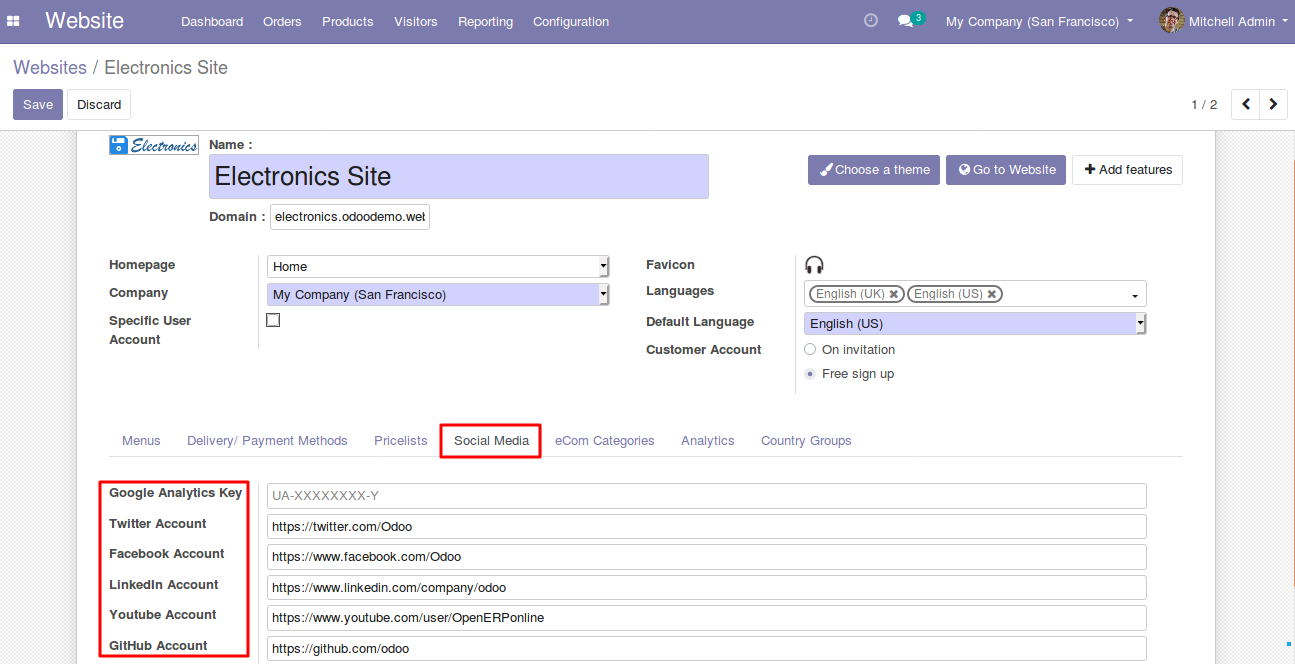 Website Dashboard Orders Products Visitors Reporting Configuration 3 My Company (San Francisco) Mitchell Admin
Websites / Electronics Site
Save Discard 1 / 2
Electronics Name :
Electronics Site Choose a theme Go to Website Add features
Domain : electronics.odoodemo.wel
Homepage Home Favicon
Company My Company (San Francisco) Languages English (UK) English (US)
Specific User Account Default Language English (US)
Customer Account On invitation
Free sign up
Menus Delivery/ Payment Methods Pricelists Social Media eCom Categories Analytics Country Groups
Google Analytics Key UA-XXXXXXXX-Y
Twitter Account https://twitter.com/Odoo
Facebook Account https://www.facebook.com/Odoo
LinkedIn Account https://www.linkedin.com/company/odoo
Youtube Account https://www.youtube.com/user/OpenERPonline
GitHub Account https://github.com/odoo